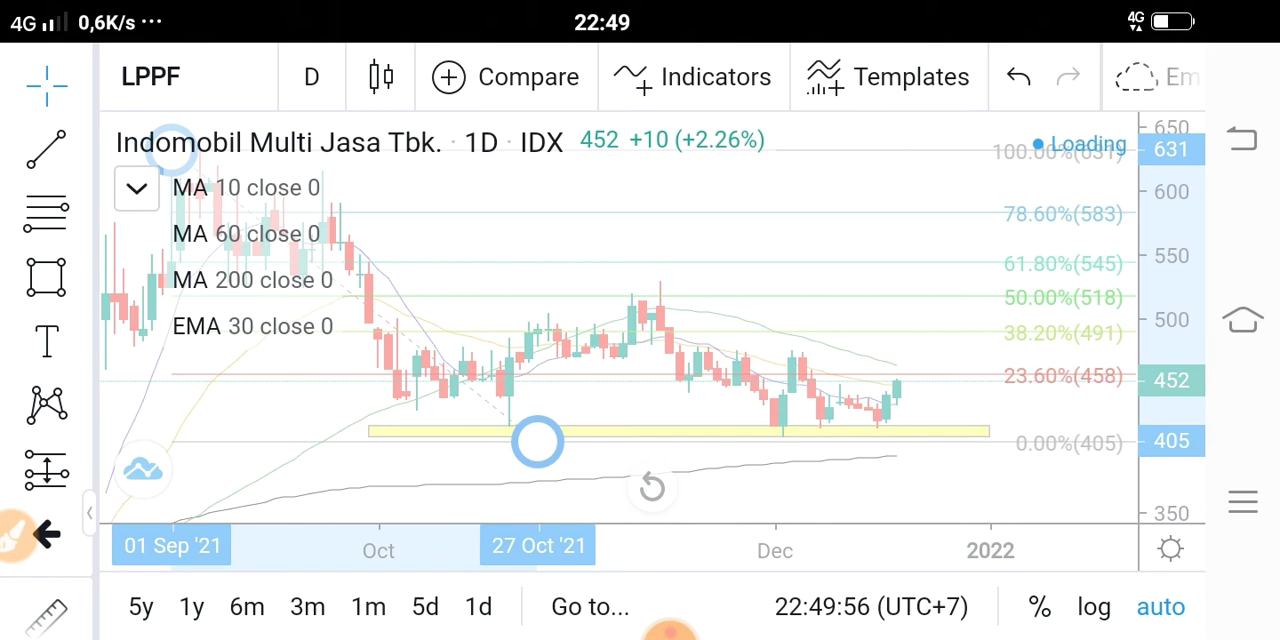 4G 0,6K/s ··· 22:49 4G
LPPF D Compare Indicators Templates Em
Indomobil Multi Jasa Tbk. · 1D · IDX 452 +10 (+2.26%) Loading
MA 10 close 0
MA 60 close 0
MA 200 close 0
EMA 30 close 0
100.00%(631)
78.60%(583)
61.80%(545)
50.00%(518)
38.20%(491)
23.60%(458)
0.00%(405)
650
631
600
550
500
452
405
350
01 Sep '21 Oct 27 Oct '21 Dec 2022
5y 1y 6m 3m 1m 5d 1d Go to... 22:49:56 (UTC+7) % log auto